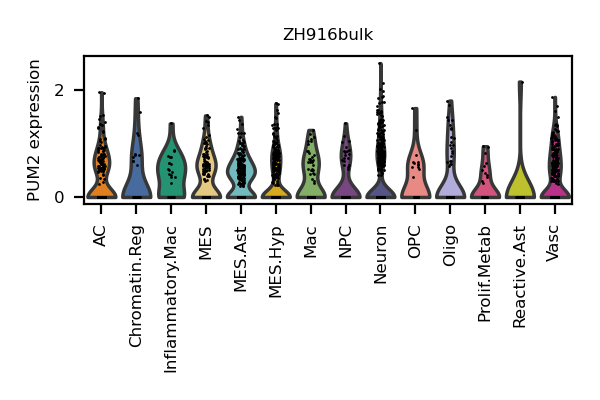 ZH916bulk
PUM2 expression
2
0
AC
Chromatin.Reg
Inflammatory.Mac
MES
MES.Ast
MES.Hyp
Mac
NPC
Neuron
OPC
Oligo
Prolif.Metab
Reactive.Ast
Vasc